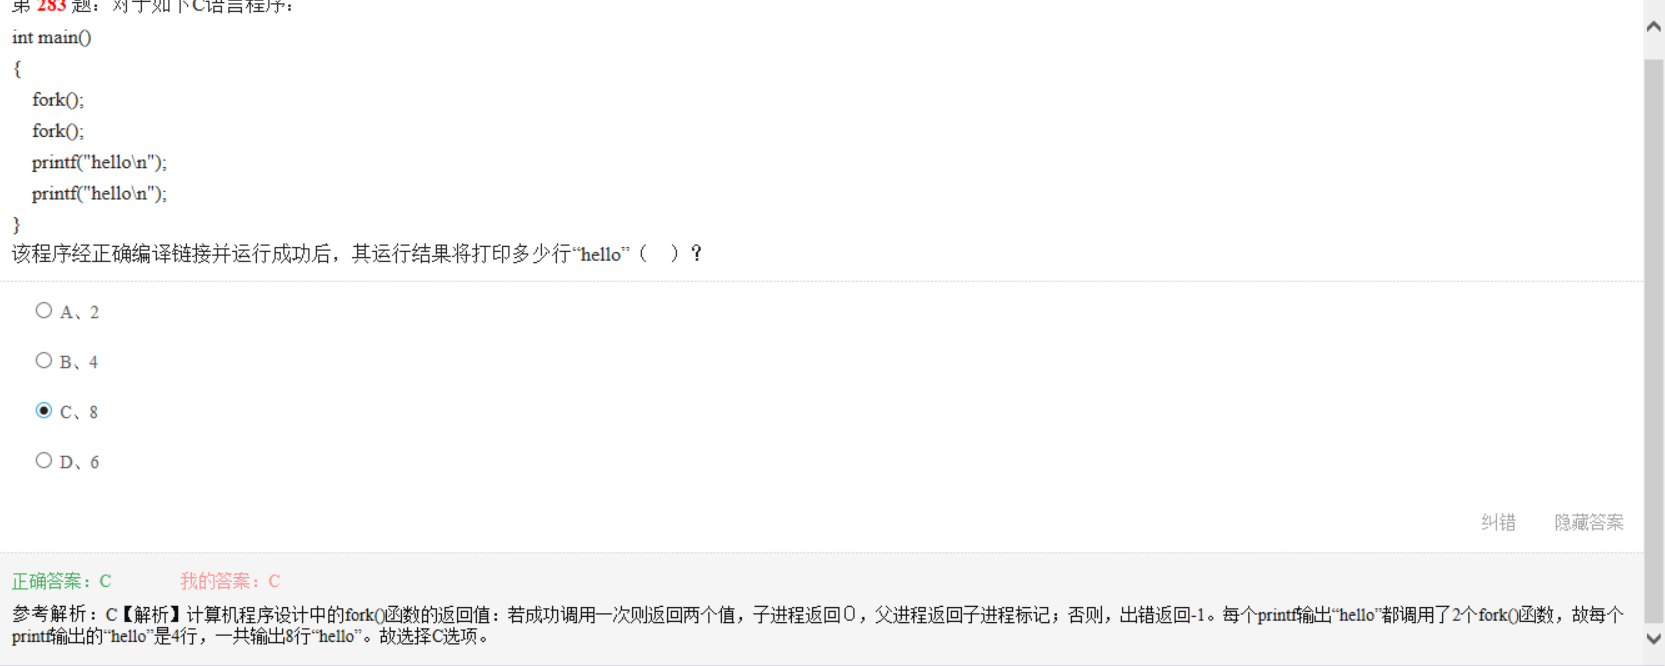 第 283 题：对于如下C语言程序：
int main()
{
fork();
fork();
printf("hello\n");
printf("hello\n");
}
该程序经正确编译链接并运行成功后，其运行结果将打印多少行“hello”（　）？
A、2
B、4
C、8
D、6
纠错 隐藏答案
正确答案：C 我的答案：C
参考解析：C【解析】计算机程序设计中的fork()函数的返回值：若成功调用一次则返回两个值，子进程返回0，父进程返回子进程标记；否则，出错返回-1。每个printf输出“hello”都调用了2个fork()函数，故每个
printf输出的“hello”是4行，一共输出8行“hello”。故选择C选项。